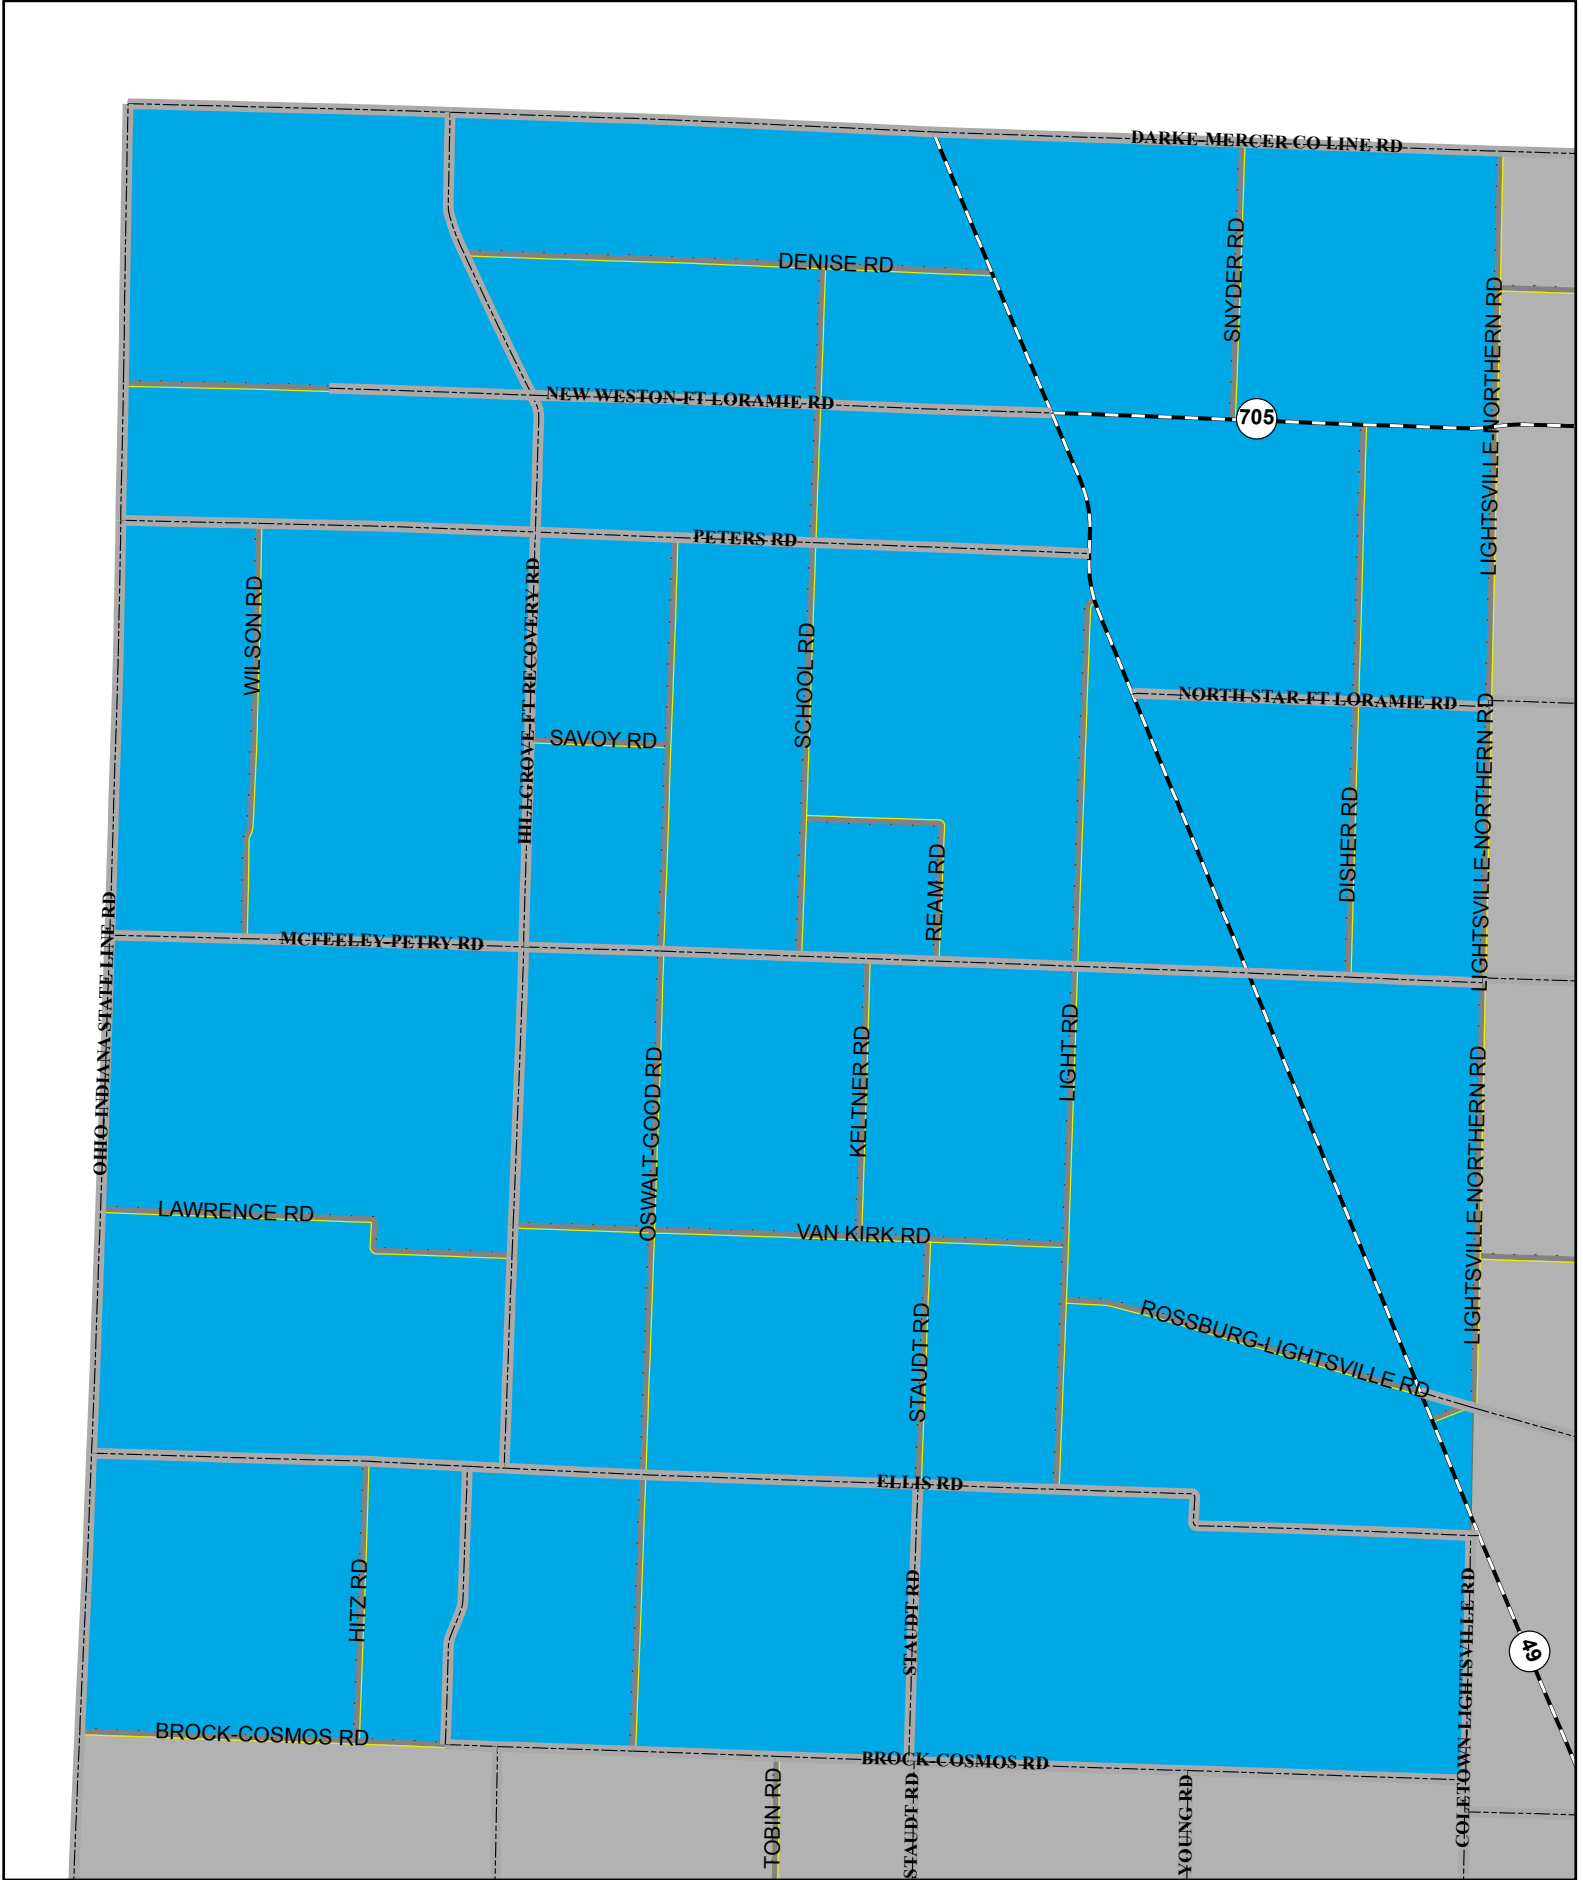 DARKE-MERCER CO LINE RD
SNYDER RD
DENISE RD
LIGHTSVILLE-NORTHERN RD
NEW WESTON-FT LORAMIE RD
705
PETERS RD
WILSON RD
HILLGROVE-FT RECOVERY RD
SCHOOL RD
NORTH STAR-FT LORAMIE RD
LIGHTSVILLE-NORTHERN RD
SAVOY RD
DISHER RD
REAM RD
MCFEELEY-PETRY RD
OHIO-INDIANA STATE LINE RD
LIGHT RD
KELTNER RD
OSWALT-GOOD RD
LIGHTSVILLE-NORTHERN RD
LAWRENCE RD
VAN KIRK RD
STAUDT RD
ROSSBURG-LIGHTSVILLE RD
ELLIS RD
HITZ RD
STAUDT RD
COLETOWN-LIGHTSVILLE RD
49
BROCK-COSMOS RD
BROCK-COSMOS RD
TOBIN RD
STAUDT RD
YOUNG RD